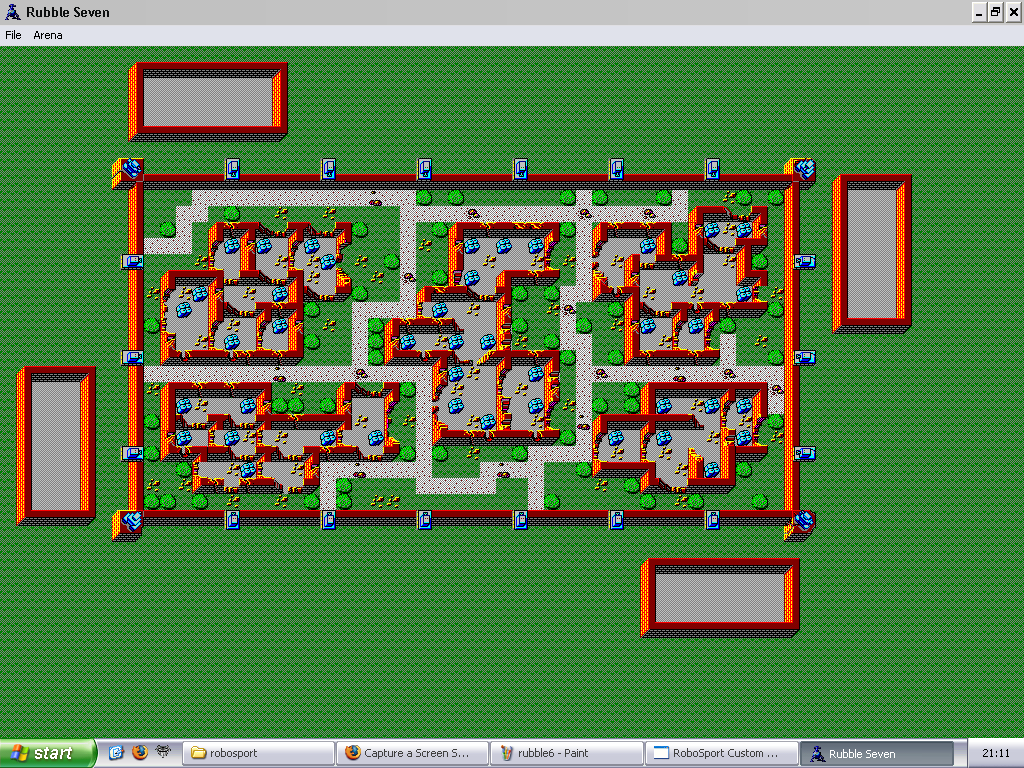 Rubble Seven
File Arena
start robosport Capture a Screen S... rubble6 - Paint RoboSport Custom ... Rubble Seven 21:11